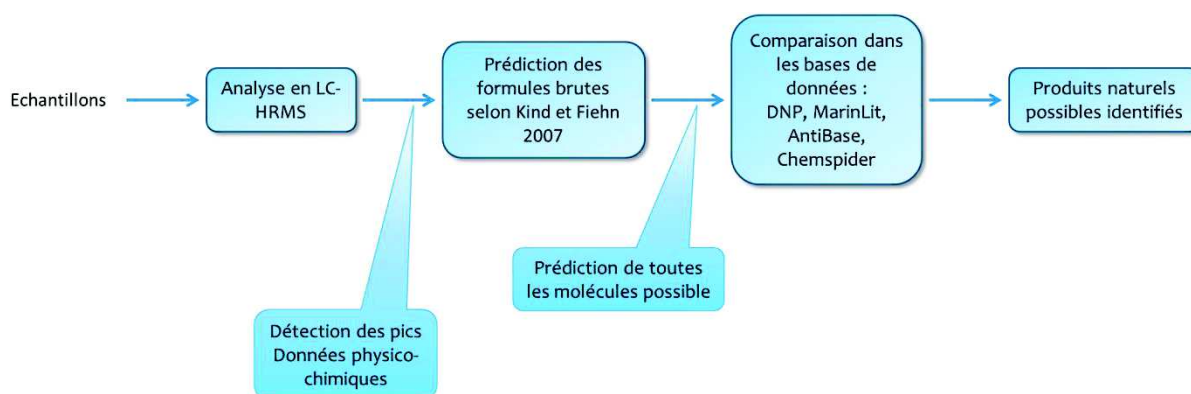 Echantillons
Analyse en LC-
HRMS
Prédiction des
formules brutes
selon Kind et Fiehn
2007
Comparaison dans
les bases de
données :
DNP, MarinLit,
AntiBase,
Chemspider
Produits naturels
possibles identifiés
Détection des pics
Données physico-
chimiques
Prédiction de toutes
les molécules possible